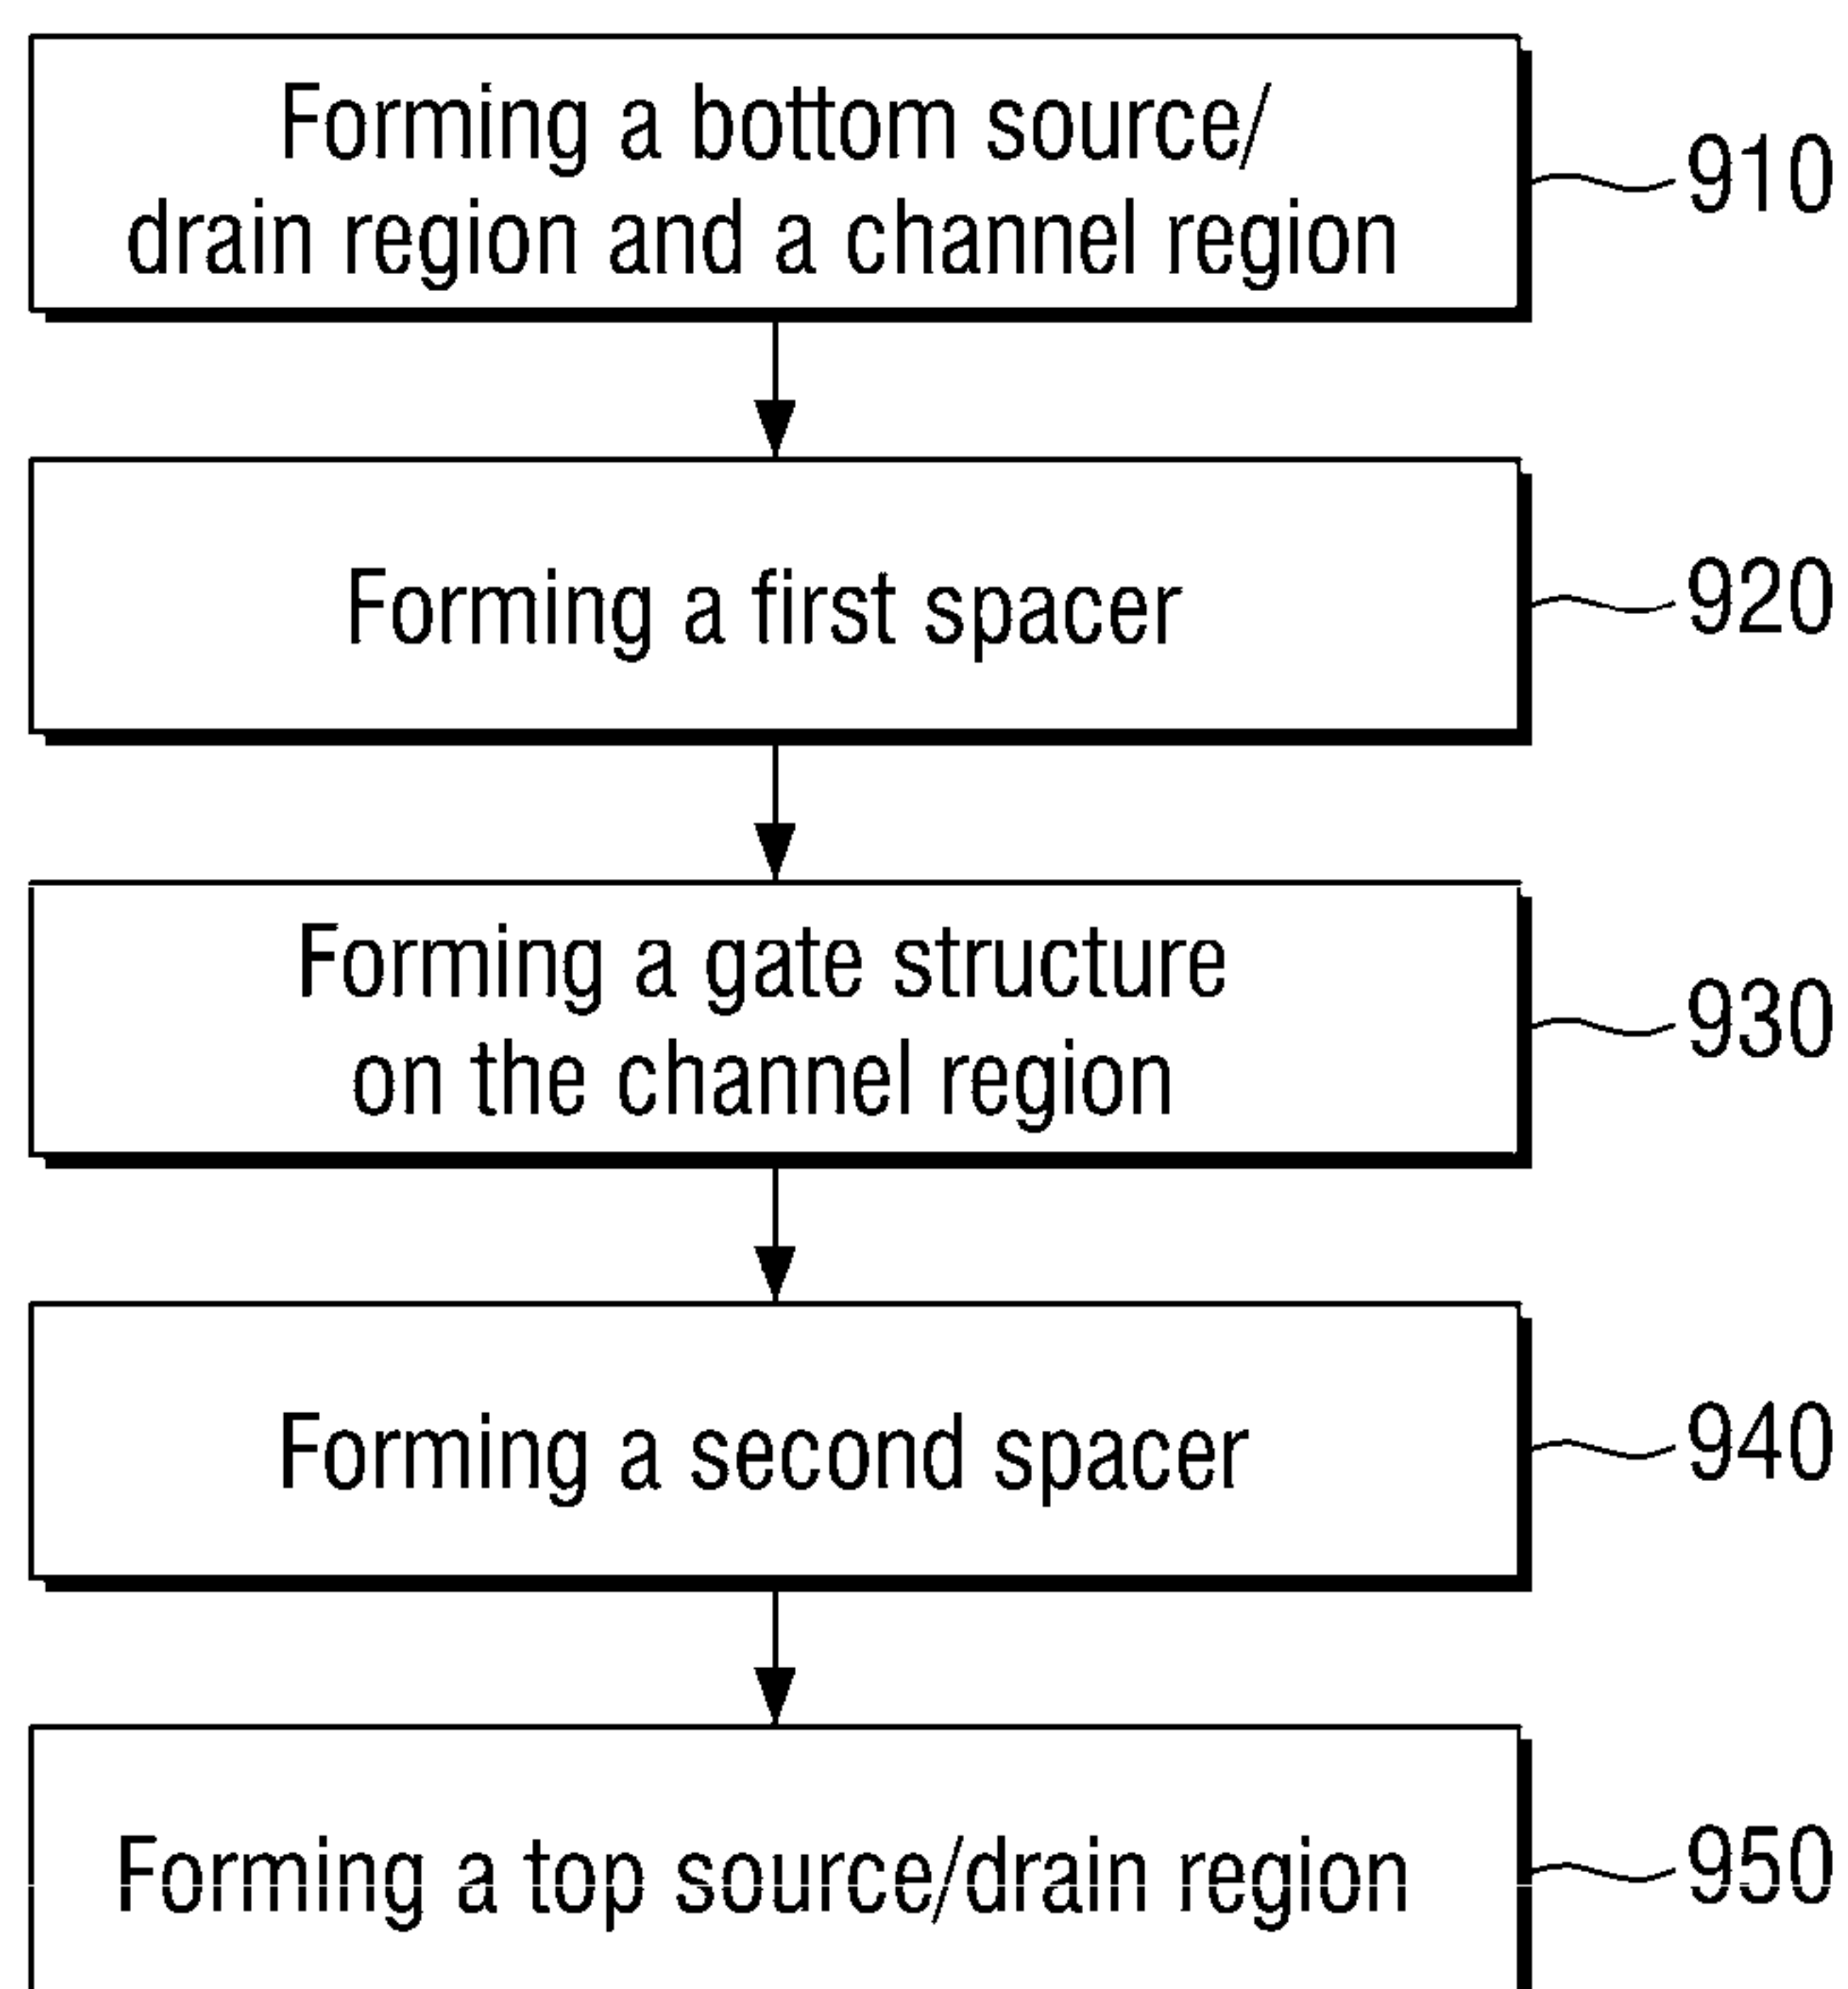 Forming a bottom source/
drain region and a channel region
910
Forming a first spacer
920
Forming a gate structure
on the channel region
930
Forming a second spacer
940
Forming a top source/drain region
950